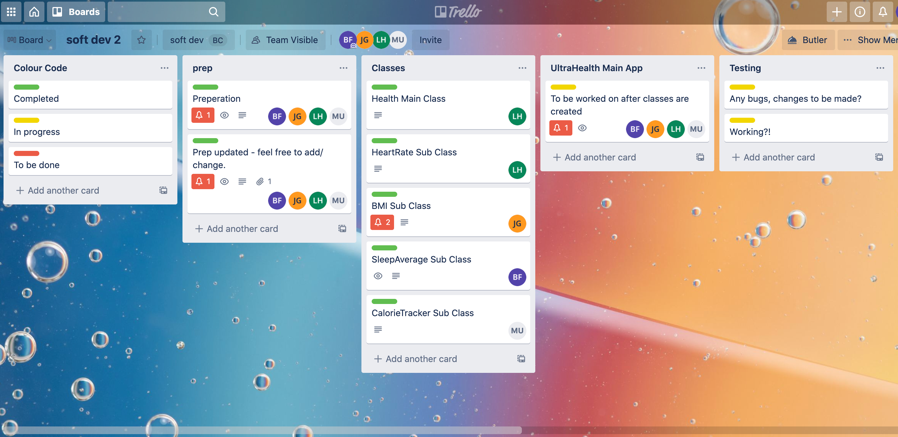 Boards
Trello
Board
soft dev 2
soft dev BC
Team Visible
BF JG LH MU
Invite
Butler
... Show Mer
Colour Code
Completed
In progress
To be done
+ Add another card
prep
Preperation
1
BF JG LH MU
Prep updated - feel free to add/
change.
1 1
BF JG LH MU
+ Add another card
Classes
Health Main Class
LH
HeartRate Sub Class
LH
BMI Sub Class
2
JG
SleepAverage Sub Class
BF
CalorieTracker Sub Class
MU
+ Add another card
UltraHealth Main App
To be worked on after classes are
created
1
BF JG LH MU
+ Add another card
Testing
Any bugs, changes to be made?
Working?!
+ Add another card